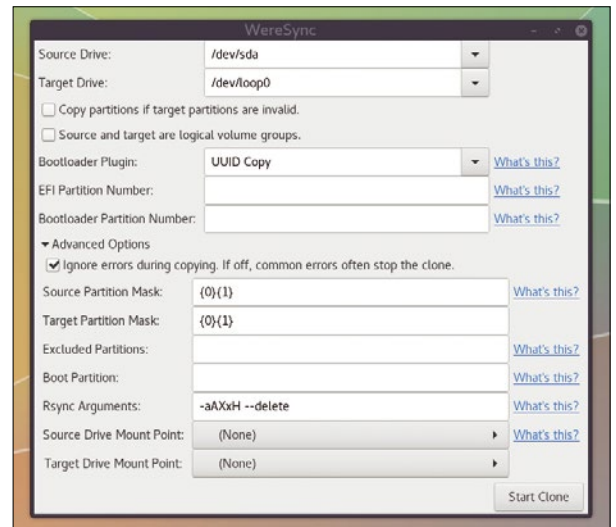 WereSync
Source Drive: /dev/sda
Target Drive: /dev/loop0
Copy partitions if target partitions are invalid.
Source and target are logical volume groups.
Bootloader Plugin: UUID Copy What's this?
EFI Partition Number: What's this?
Bootloader Partition Number: What's this?
Advanced Options
Ignore errors during copying. If off, common errors often stop the clone.
Source Partition Mask: {0}{1} What's this?
Target Partition Mask: {0}{1}
Excluded Partitions: What's this?
Boot Partition: What's this?
Rsync Arguments: -aAXxH --delete What's this?
Source Drive Mount Point: (None) What's this?
Target Drive Mount Point: (None)
Start Clone